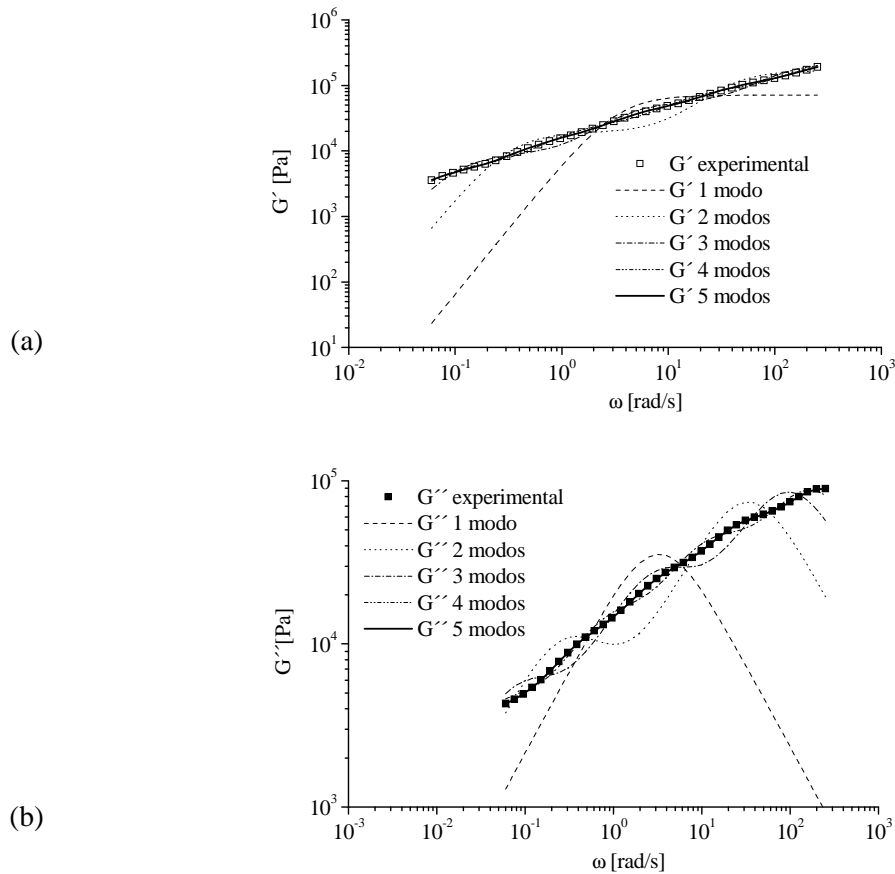 10^6
10^5
10^4
10^3
10^2
10^1
G´ [Pa]
G´ experimental
G´ 1 modo
G´ 2 modos
G´ 3 modos
G´ 4 modos
G´ 5 modos
(a)
10^-2 10^-1 10^0 10^1 10^2 10^3
ω [rad/s]
10^5
10^4
10^3
G´´[Pa]
G´´ experimental
G´´ 1 modo
G´´ 2 modos
G´´ 3 modos
G´´ 4 modos
G´´ 5 modos
(b)
10^-3 10^-2 10^-1 10^0 10^1 10^2 10^3
ω [rad/s]